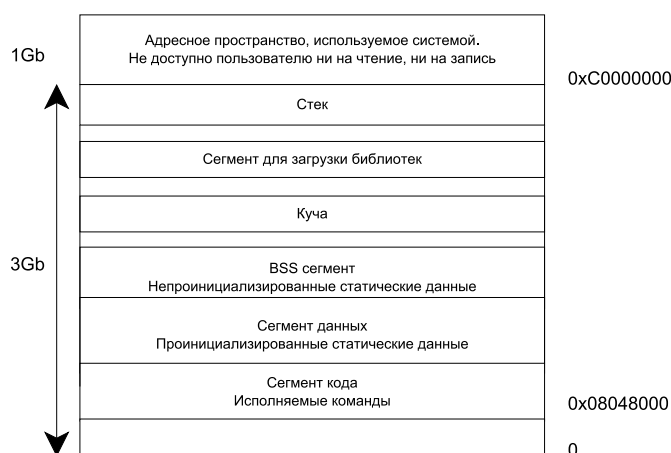 1Gb
Адресное пространство, используемое системой.
Не доступно пользователю ни на чтение, ни на запись
0xC0000000
Стек
Сегмент для загрузки библиотек
Куча
3Gb
BSS сегмент
Непроинициализированные статические данные
Сегмент данных
Проинициализированные статические данные
Сегмент кода
Исполняемые команды
0x08048000
0